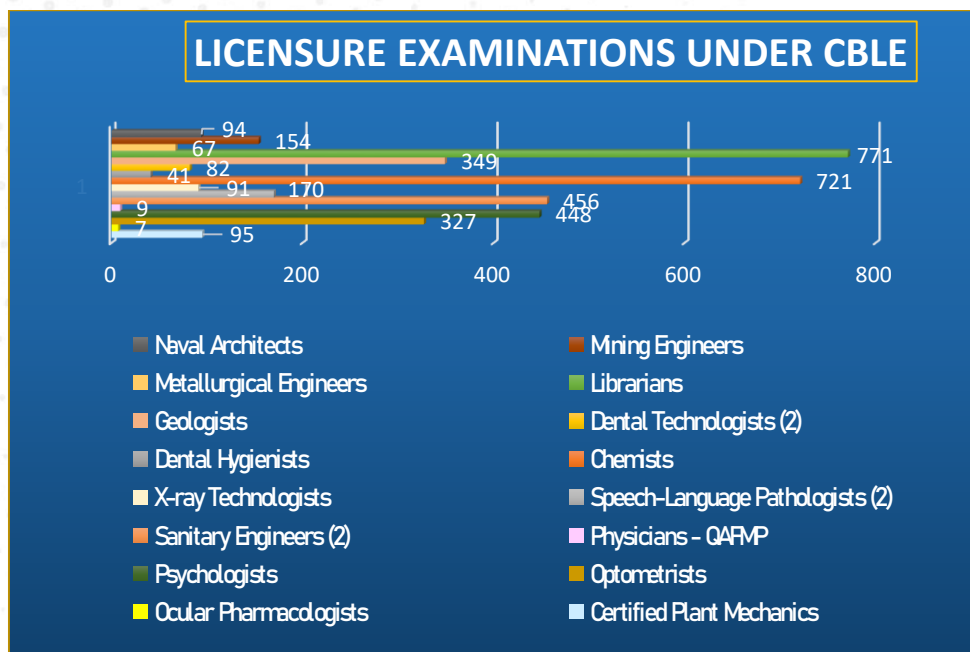 LICENSURE EXAMINATIONS UNDER CBLE
94
154
67
771
349
82
41
721
1
91
170
456
9
448
327
7
95
0 200 400 600 800
Naval Architects Mining Engineers
Metallurgical Engineers Librarians
Geologists Dental Technologists (2)
Dental Hygienists Chemists
X-ray Technologists Speech-Language Pathologists (2)
Sanitary Engineers (2) Physicians - QAFMP
Psychologists Optometrists
Ocular Pharmacologists Certified Plant Mechanics